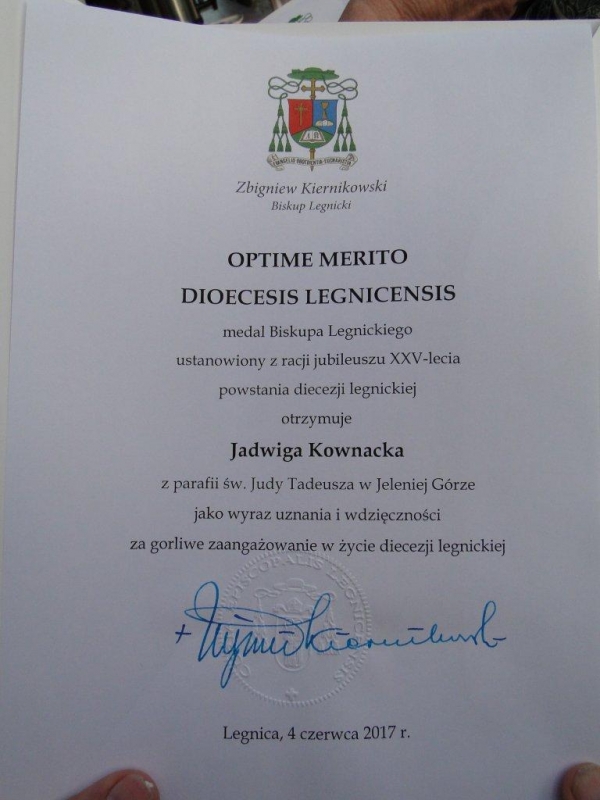 Zbigniew Kiernikowski
Biskup Legnicki
OPTIME MERITO
DIOECESIS LEGNICENSIS
medal Biskupa Legnickiego
ustanowiony z racji jubileuszu XXV-lecia
powstania diecezji legnickiej
otrzymuje
Jadwiga Kownacka
z parafii św. Judy Tadeusza w Jeleniej Górze
jako wyraz uznania i wdzięczności
za gorliwe zaangażowanie w życie diecezji legnickiej
Legnica, 4 czerwca 2017 r.